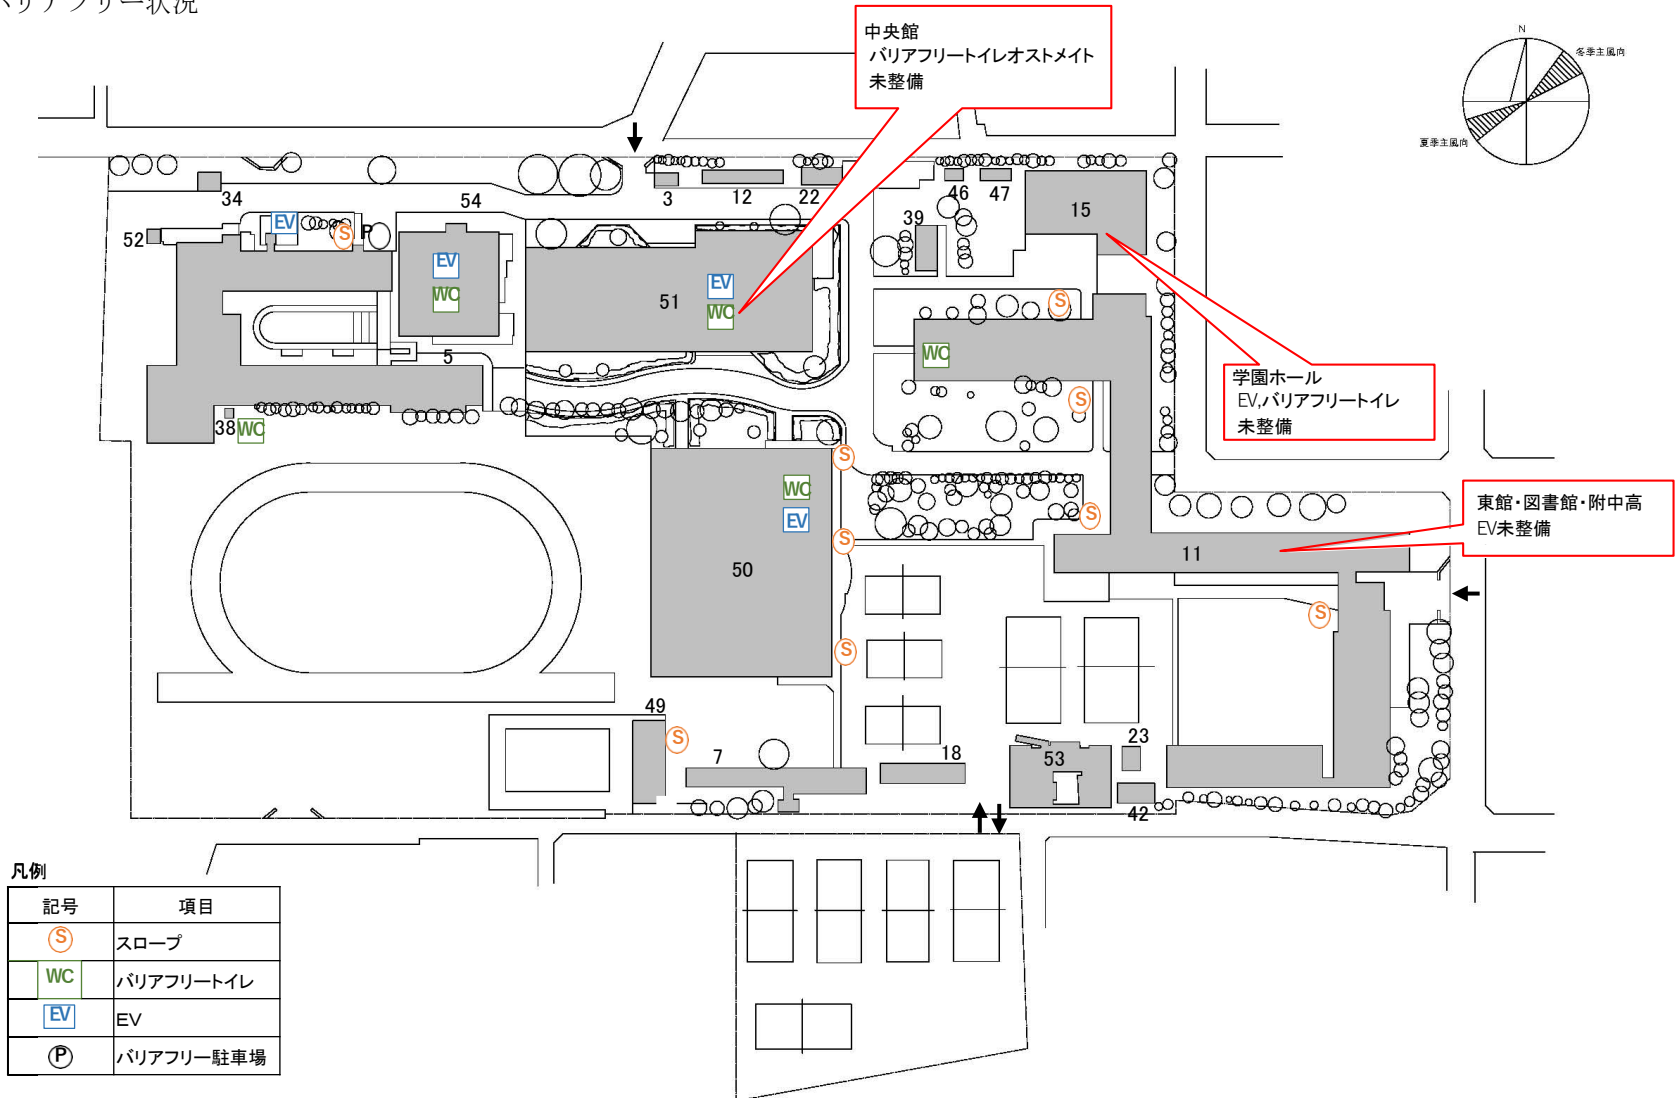 バリアフリー状況
中央館
バリアフリートイレオストメイト
未整備
N
冬季主風向
夏季主風向
34
3
12
22
46
47
54
39
15
52
EV
S
P
EV
WC
51
EV
WC
S
WC
5
学園ホール
EV,バリアフリートイレ
未整備
S
38
WC
S
WC
EV
S
東館・図書館・附中高
EV未整備
S
50
11
S
S
49
S
7
18
53
23
42
凡例
記号 項目
S スロープ
WC バリアフリートイレ
EV EV
P バリアフリー駐車場